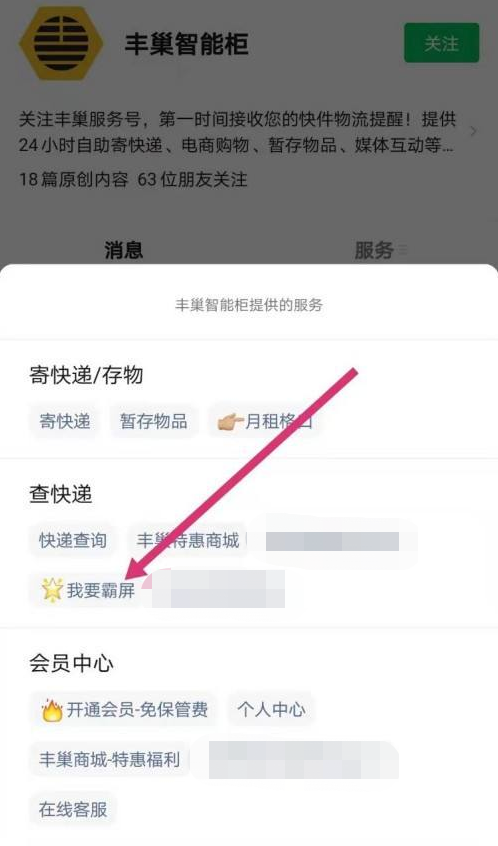 丰巢智能柜
关注
关注丰巢服务号，第一时间接收您的快件物流提醒！提供
24小时自助寄快递、电商购物、暂存物品、媒体互动等...
18篇原创内容 63位朋友关注
消息
服务
丰巢智能柜提供的服务
寄快递/存物
寄快递
暂存物品
月租格口
查快递
快递查询
丰巢特惠商城
我要霸屏
会员中心
开通会员-免保管费
个人中心
丰巢商城-特惠福利
在线客服